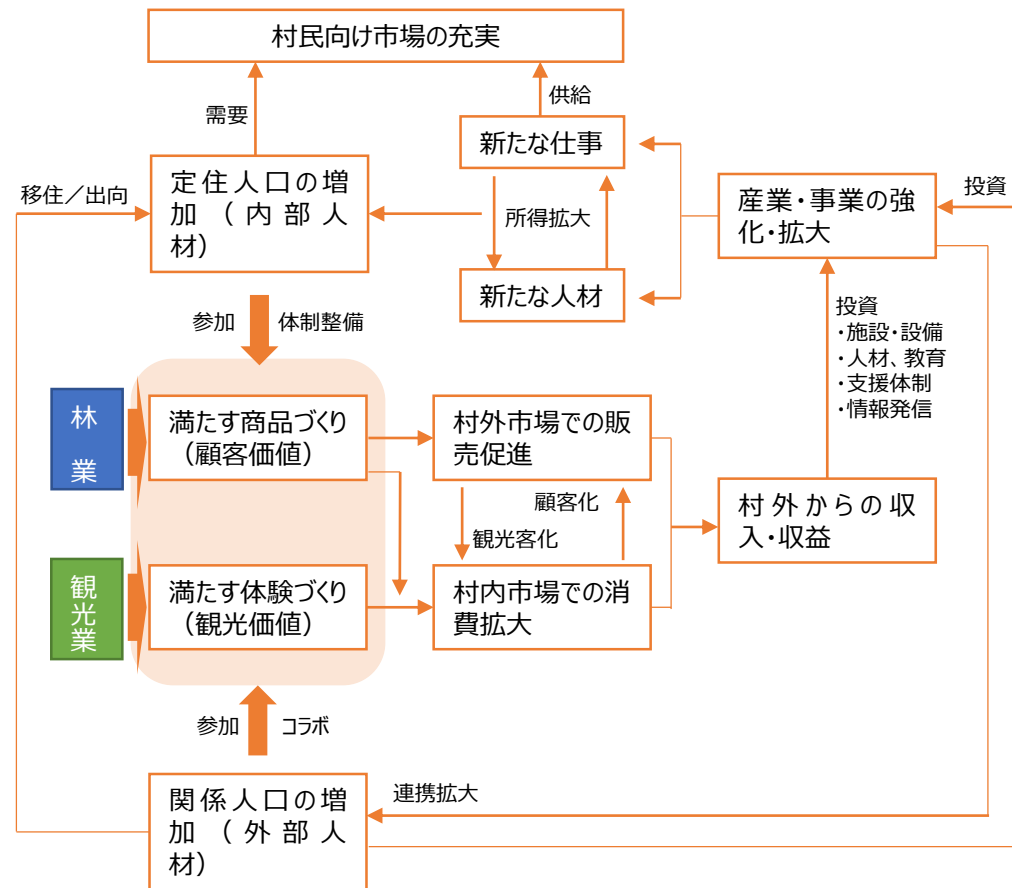 村民向け市場の充実
需要
供給
新たな仕事
移住／出向
定住人口の増
加（内部人
材）
所得拡大
産業・事業の強
化・拡大
投資
新たな人材
参加
体制整備
投資
・施設・設備
・人材、教育
・支援体制
・情報発信
林
業
満たす商品づくり
（顧客価値）
村外市場での販
売促進
顧客化
観光客化
村外からの収
入・収益
観
光
業
満たす体験づくり
（観光価値）
村内市場での消
費拡大
参加
コラボ
関係人口の増
加（外部人
材）
連携拡大